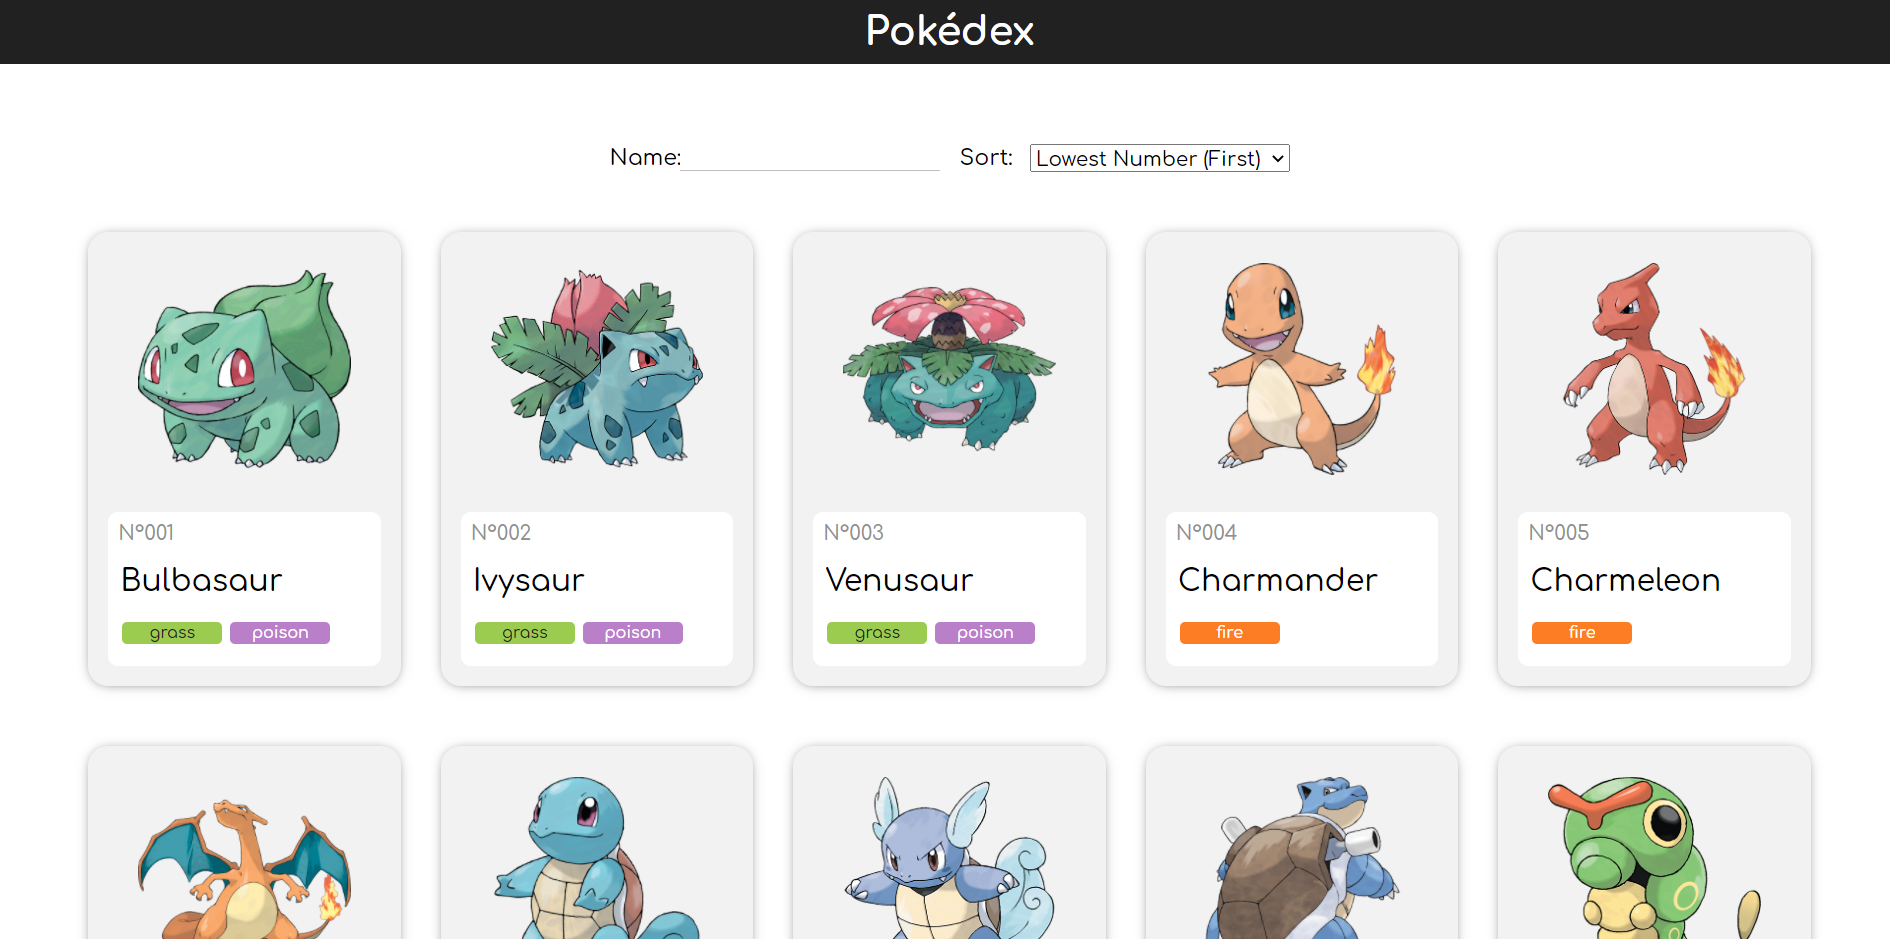 Pokédex
Name: Sort: Lowest Number (First)
N°001 N°002 N°003 N°004 N°005
Bulbasaur Ivysaur Venusaur Charmander Charmeleon
grass poison grass poison grass poison fire fire